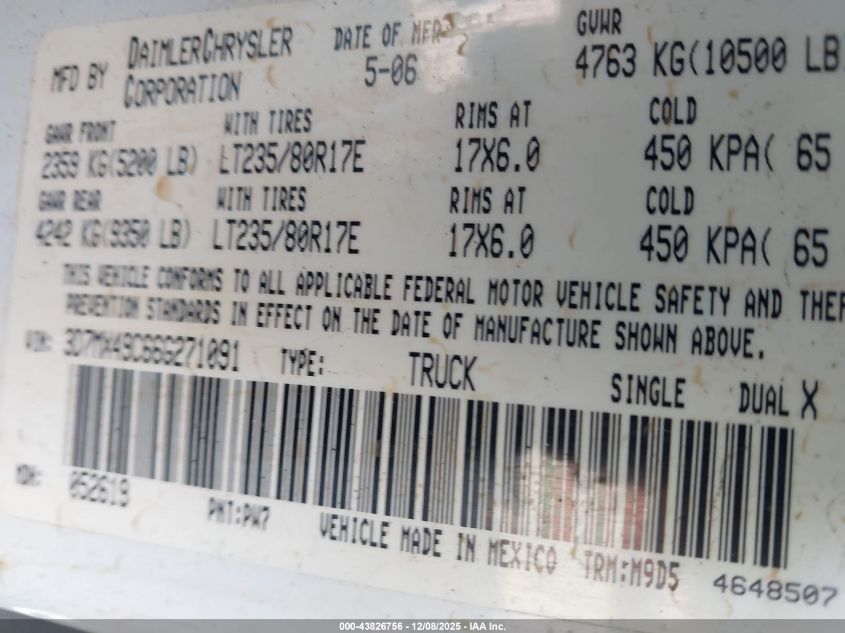 MFD BY DAIMLERCHRYSLER CORPORATION DATE OF MFR 5-06 GVWR 4763 KG(10500 LB
GAWR FRONT WITH TIRES RIMS AT COLD
2359 KG(5200 LB) LT235/80R17E 17X6.0 450 KPA( 65
GAWR REAR WITH TIRES RIMS AT COLD
4242 KG(9350 LB) LT235/80R17E 17X6.0 450 KPA( 65
THIS VEHICLE CONFORMS TO ALL APPLICABLE FEDERAL MOTOR VEHICLE SAFETY AND THEF
PREVENTION STANDARDS IN EFFECT ON THE DATE OF MANUFACTURE SHOWN ABOVE.
VIN: 3D7MX49C66G271091 TYPE: TRUCK SINGLE DUAL X
MDH: 052619
PNT:PW7 VEHICLE MADE IN MEXICO TRM:M9D5 4648507
000-43826756 - 12/08/2025 - IAA Inc.